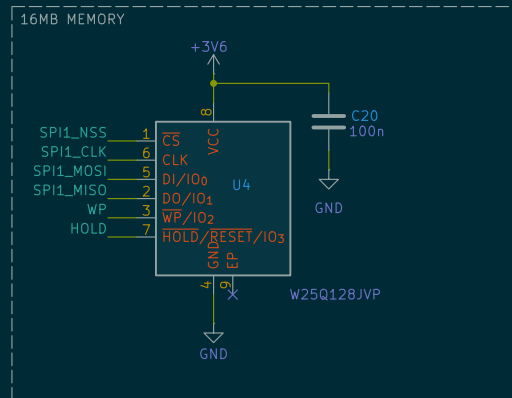 16MB MEMORY
+3V6
C20
100n
SPI1_NSS 1 CS
SPI1_CLK 6 CLK
SPI1_MOSI 5 DI/IO0
SPI1_MISO 2 DO/IO1
WP 3 WP/IO2
HOLD 7 HOLD/RESET/IO3
8
VCC
U4
GND
EP
4
9
W25Q128JVP
GND
GND